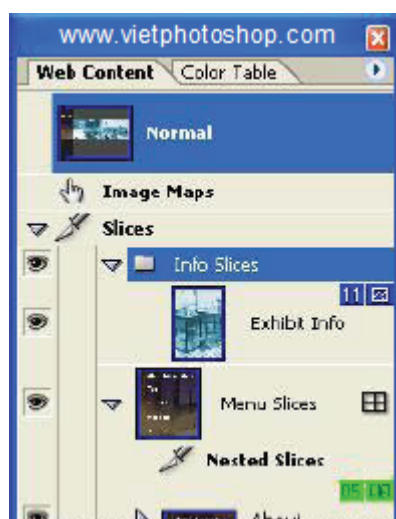 www.vietphotoshop.com
Web Content Color Table
Normal
Image Maps
Slices
Info Slices
11
Exhibt Info
Menu Slices
Nested Slices
05
About